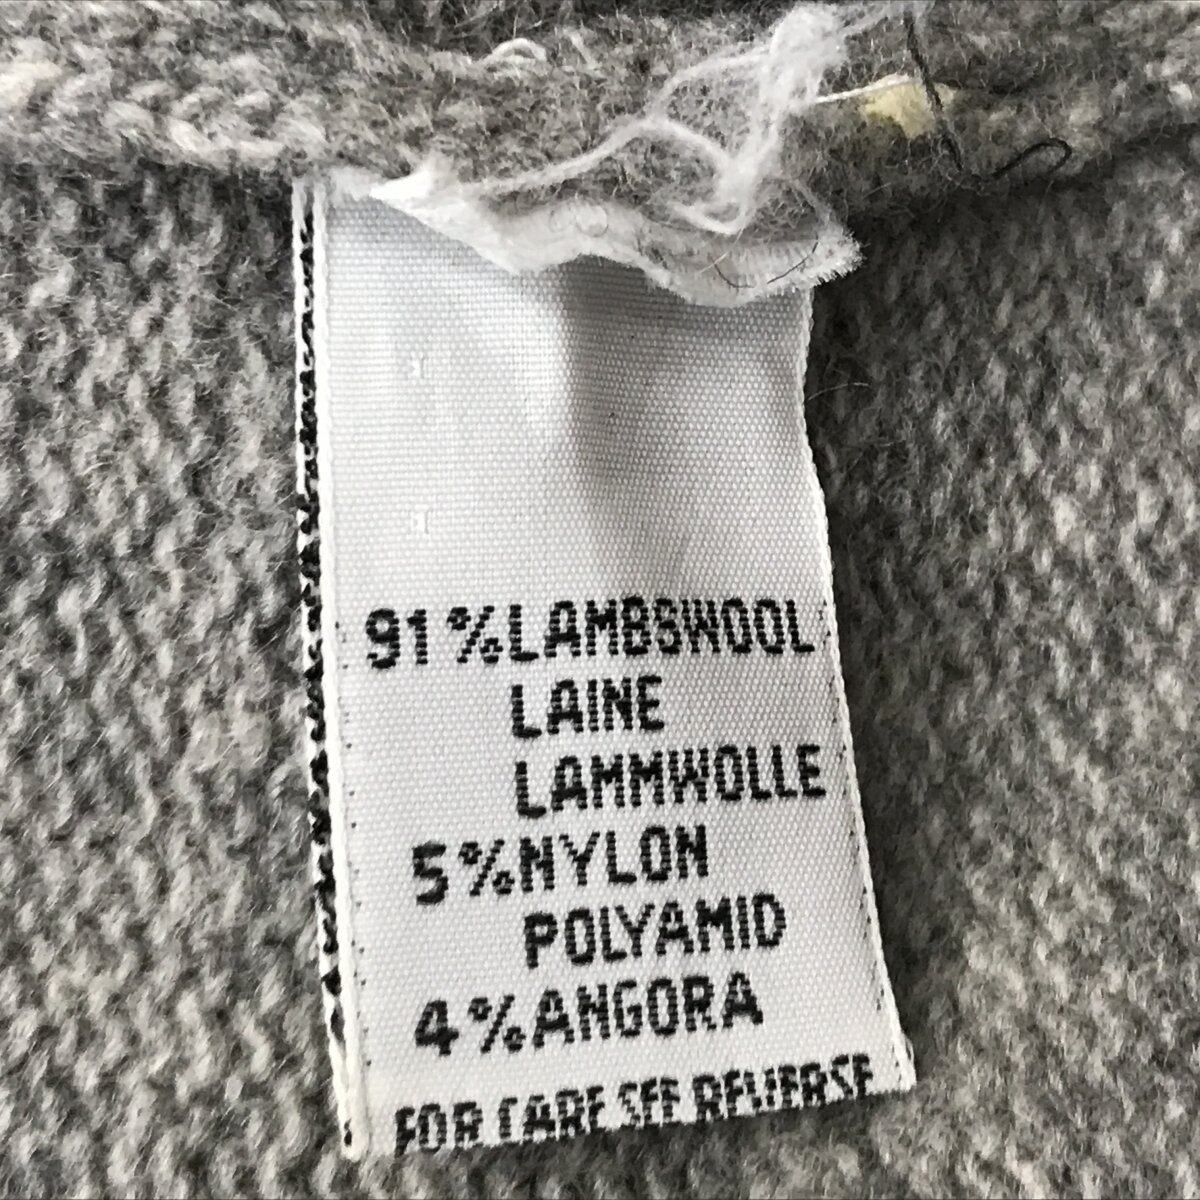 91%LAMBSWOOL
LAINE
LAMMWOLLE
5%NYLON
POLYAMID
4%ANGORA
FOR CARE SEE REVERSE